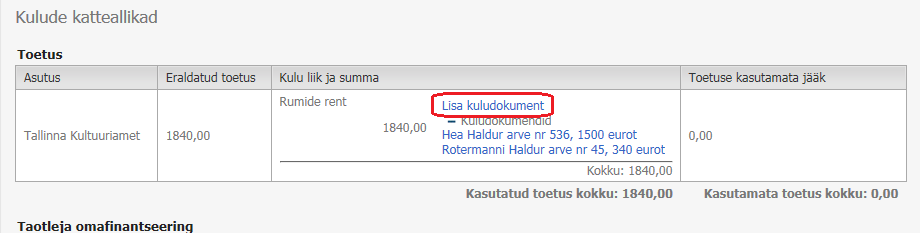 Kulude katteallikad
Toetus
Asutus Eraldatud toetus Kulu liik ja summa Toetuse kasutamata jääk
Rumide rent Lisa kuludokument
Kuludokumendid
Tallinna Kultuuriamet 1840,00 1840,00 Hea Haldur arve nr 536, 1500 eurot 0,00
Rotermanni Haldur arve nr 45, 340 eurot
Kokku: 1840,00
Kasutatud toetus kokku: 1840,00 Kasutamata toetus kokku: 0,00
Taotleja omafinantseering